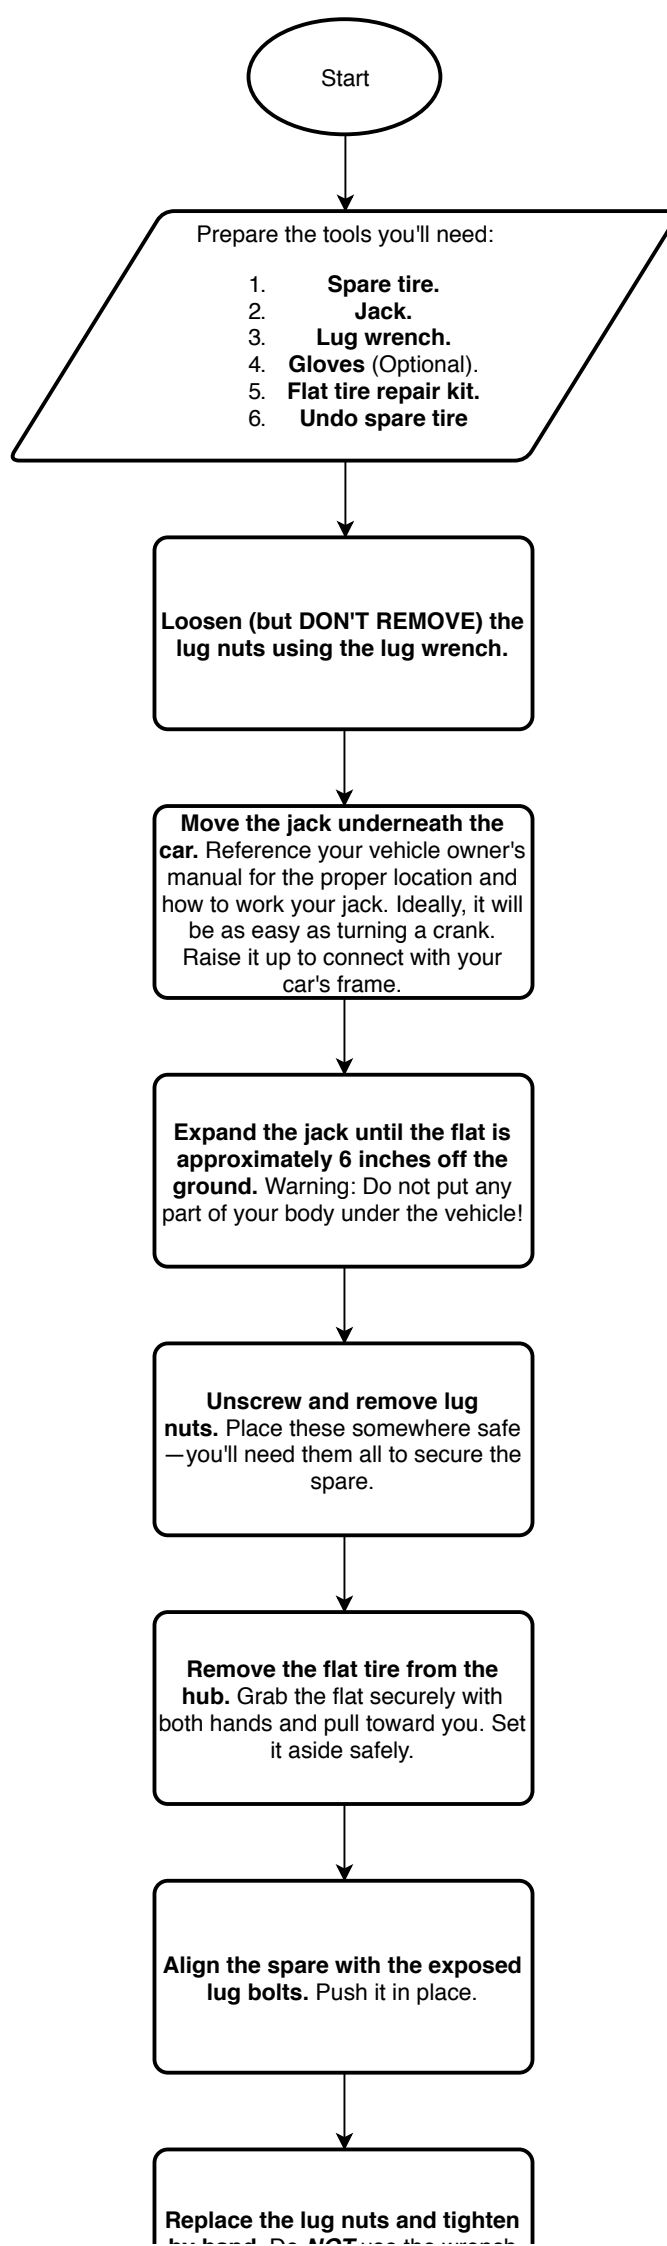 Start
Prepare the tools you'll need:
1. Spare tire.
2. Jack.
3. Lug wrench.
4. Gloves (Optional).
5. Flat tire repair kit.
6. Undo spare tire
Loosen (but DON'T REMOVE) the
lug nuts using the lug wrench.
Move the jack underneath the
car. Reference your vehicle owner's
manual for the proper location and
how to work your jack. Ideally, it will
be as easy as turning a crank.
Raise it up to connect with your
car's frame.
Expand the jack until the flat is
approximately 6 inches off the
ground. Warning: Do not put any
part of your body under the vehicle!
Unscrew and remove lug
nuts. Place these somewhere safe
—you'll need them all to secure the
spare.
Remove the flat tire from the
hub. Grab the flat securely with
both hands and pull toward you. Set
it aside safely.
Align the spare with the exposed
lug bolts. Push it in place.
Replace the lug nuts and tighten
by hand. Do NOT use the wrench